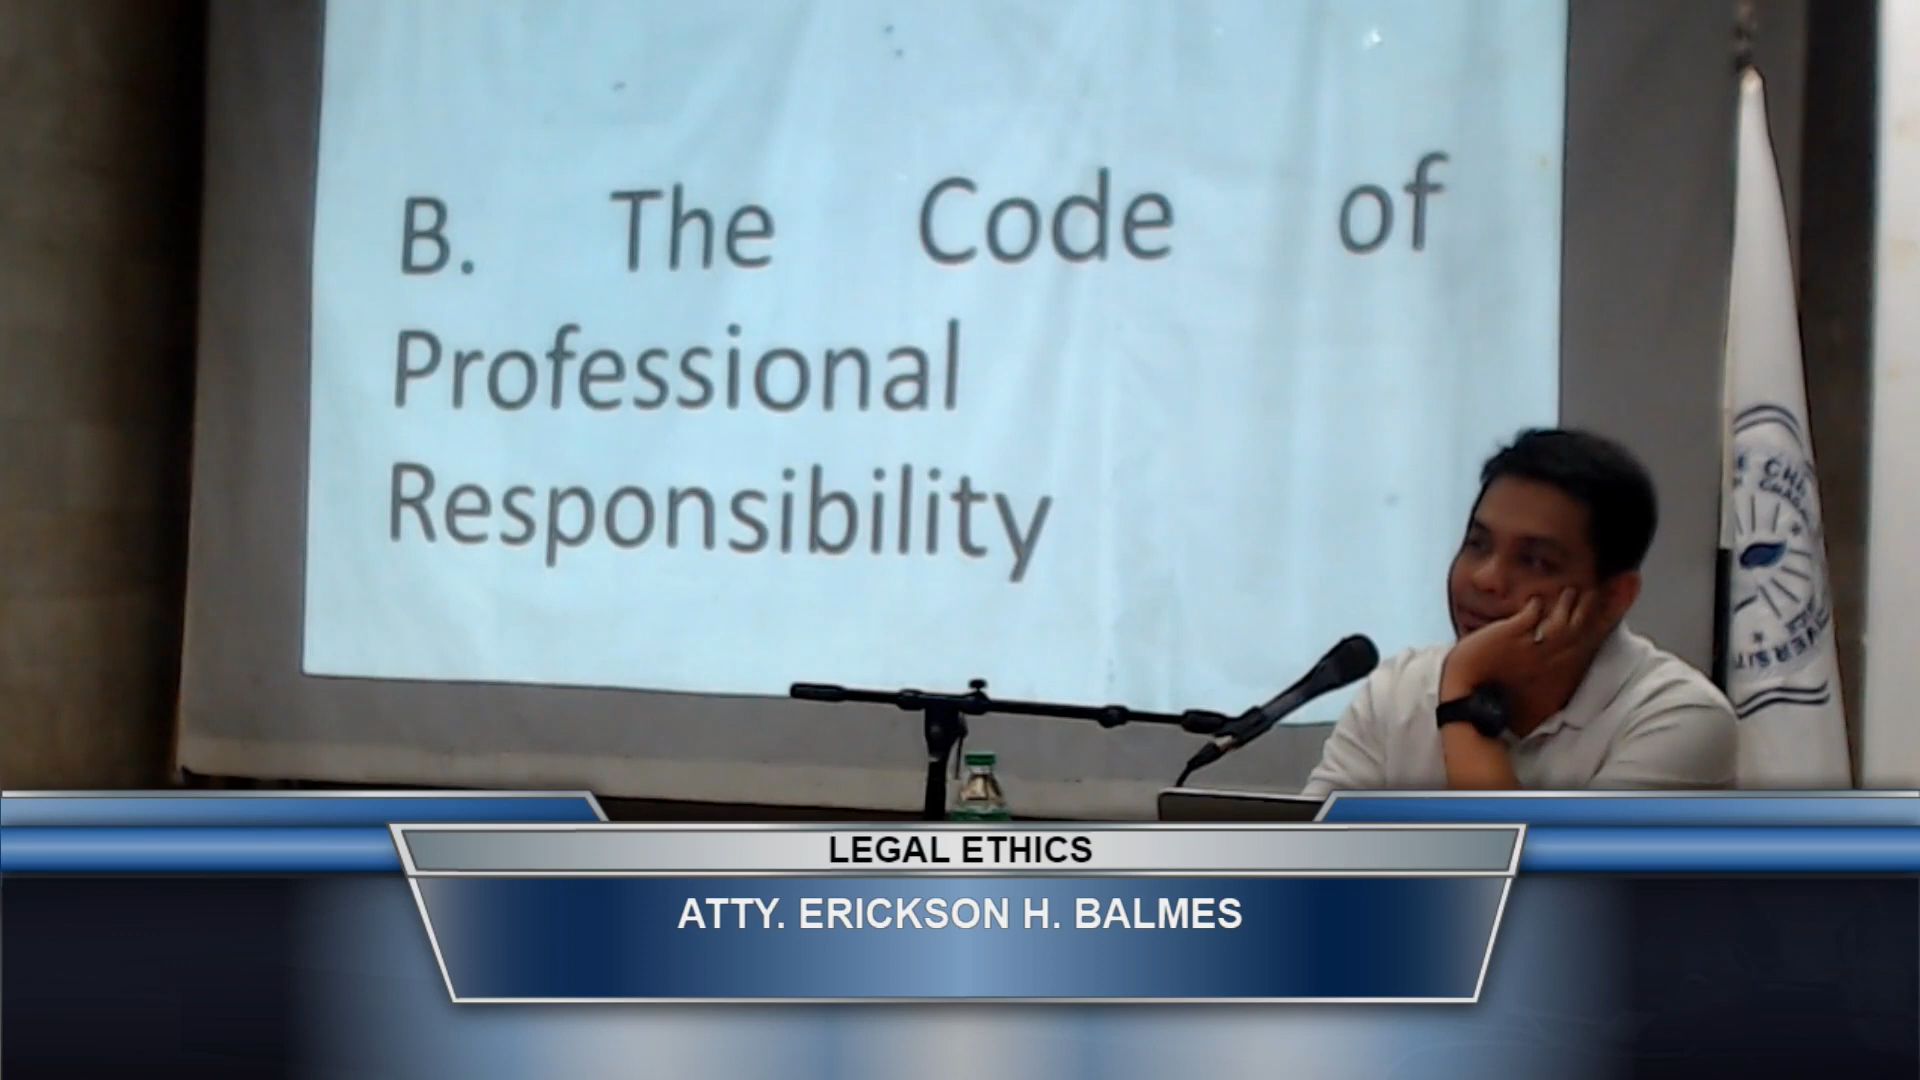 B. The Code of
Professional
Responsibility
LEGAL ETHICS
ATTY. ERICKSON H. BALMES